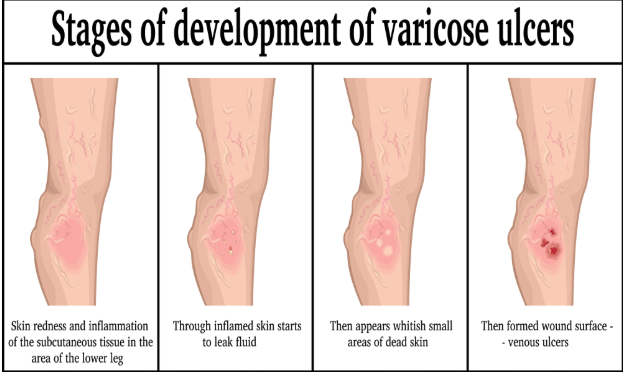 Stages of development of varicose ulcers
Skin redness and inflammation
of the subcutaneous tissue in the
area of the lower leg
Through inflamed skin starts
to leak fluid
Then appears whitish small
areas of dead skin
Then formed wound surface -
- venous ulcers